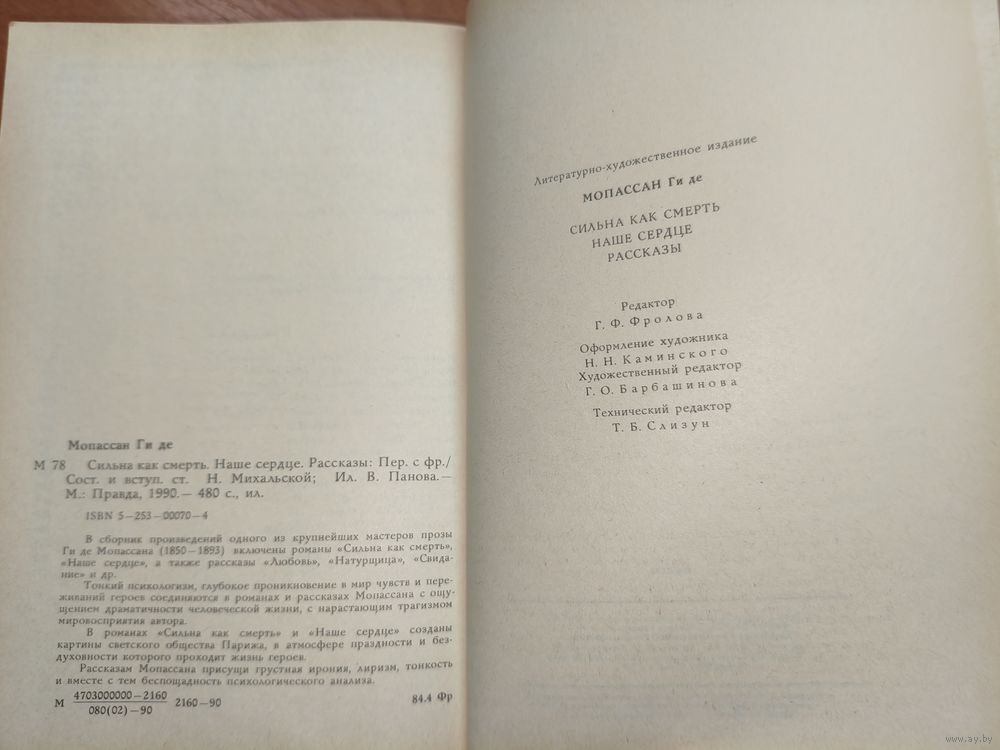 Мопассан Ги де
М 78 Сильна как смерть. Наше сердце. Рассказы: Пер. с фр./
Сост. и вступ. ст. Н. Михальской; Ил. В. Панова.—
М.: Правда, 1990.— 480 с., ил.
ISBN 5—253—00070—4
В сборник произведений одного из крупнейших мастеров прозы
Ги де Мопассана (1850—1893) включены романы «Сильна как смерть»,
«Наше сердце», а также рассказы «Любовь», «Натурщица», «Свида-
ние» и др.
Тонкий психологизм, глубокое проникновение в мир чувств и пере-
живаний героев соединяются в романах и рассказах Мопассана с ощу-
щением драматичности человеческой жизни, с нарастающим трагизмом
мировосприятия автора.
В романах «Сильна как смерть» и «Наше сердце» созданы
картины светского общества Парижа, в атмосфере праздности и без-
духовности которого проходит жизнь героев.
Рассказам Мопассана присущи грустная ирония, лиризм, тонкость
и вместе с тем беспощадность психологического анализа.
М 4703000000—2160
080(02)—90
2160—90
84.4 Фр
Литературно-художественное издание
МОПАССАН Ги де
СИЛЬНА КАК СМЕРТЬ
НАШЕ СЕРДЦЕ
РАССКАЗЫ
Редактор
Г. Ф. Фролова
Оформление художника
Н. Н. Каминского
Художественный редактор
Г. О. Барбашинова
Технический редактор
Т. Б. Слизун
www.ay.by